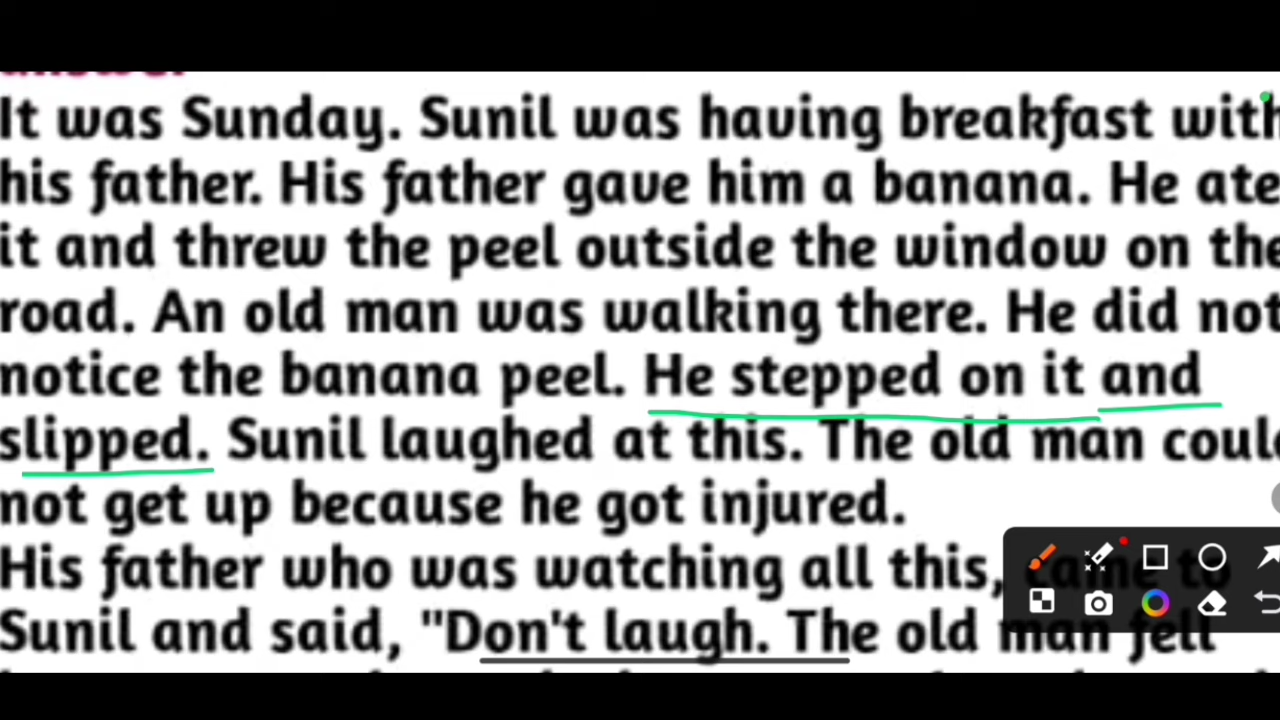 It was Sunday. Sunil was having breakfast with
his father. His father gave him a banana. He ate
it and threw the peel outside the window on the
road. An old man was walking there. He did not
notice the banana peel. He stepped on it and
slipped. Sunil laughed at this. The old man could
not get up because he got injured.
His father who was watching all this, came to
Sunil and said, "Don't laugh. The old man fell